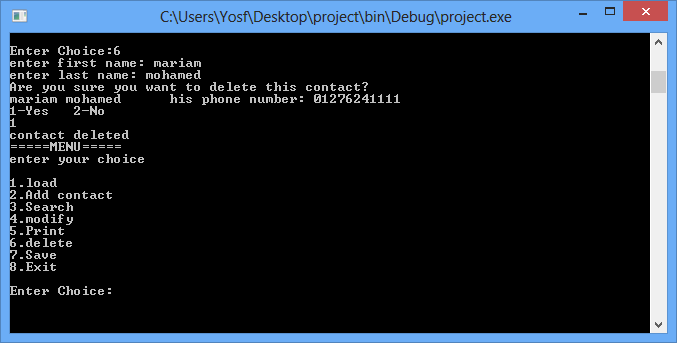 C:\Users\Yosf\Desktop\project\bin\Debug\project.exe
Enter Choice:6
enter first name: mariam
enter last name: mohamed
Are you sure you want to delete this contact?
mariam mohamed      his phone number: 01276241111
1-Yes   2-No
1
contact deleted
=====MENU=====
enter your choice
1.load
2.Add contact
3.Search
4.modify
5.Print
6.delete
7.Save
8.Exit
Enter Choice: